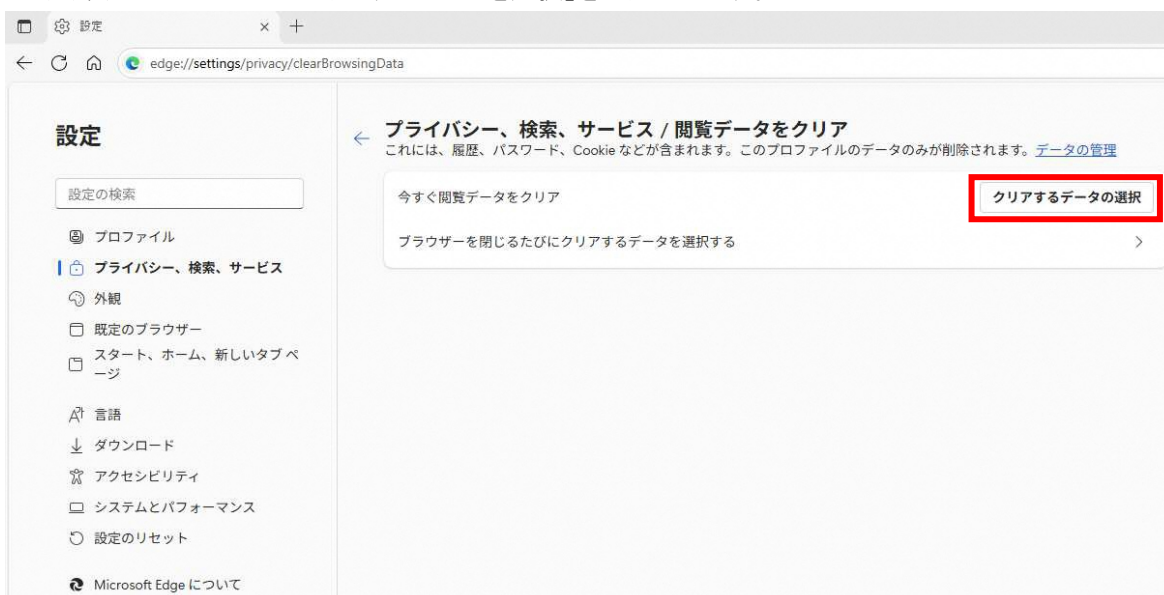 設定
edge://settings/privacy/clearBrowsingData
設定
設定の検索
プロファイル
プライバシー、検索、サービス
外観
既定のブラウザー
スタート、ホーム、新しいタブ ペ
ージ
言語
ダウンロード
アクセシビリティ
システムとパフォーマンス
設定のリセット
Microsoft Edge について
プライバシー、検索、サービス / 閲覧データをクリア
これには、履歴、パスワード、Cookie などが含まれます。このプロファイルのデータのみが削除されます。データの管理
今すぐ閲覧データをクリア
クリアするデータの選択
ブラウザーを閉じるたびにクリアするデータを選択する